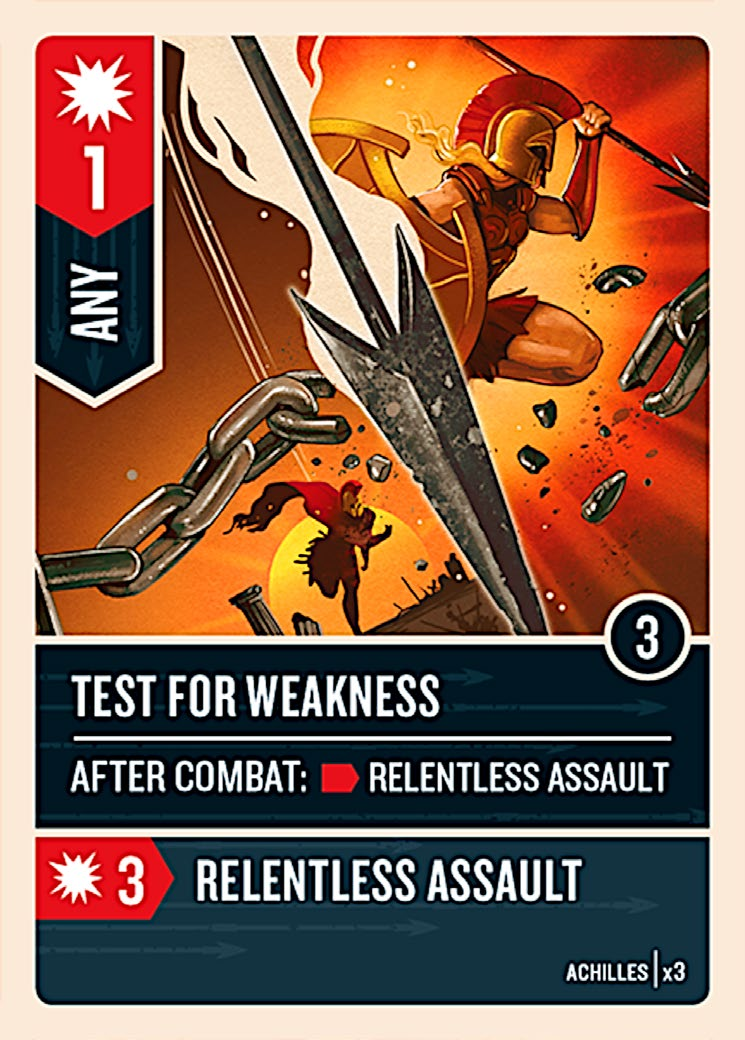 1
ANY
3
TEST FOR WEAKNESS
AFTER COMBAT: RELENTLESS ASSAULT
3 RELENTLESS ASSAULT
ACHILLES | x3